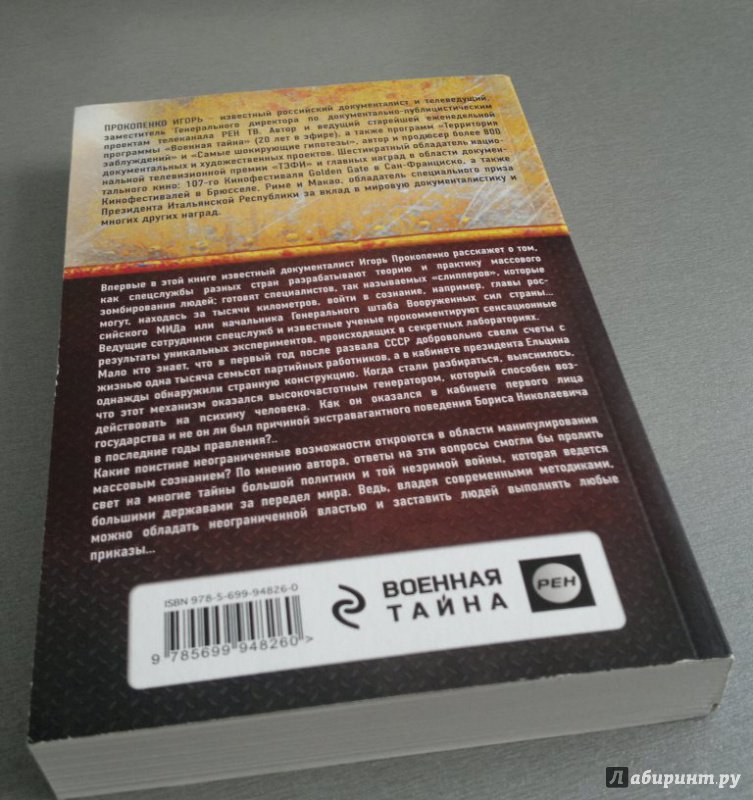 ПРОКОПЕНКО ИГОРЬ – известный российский документалист и телеведущий,
заместитель Генерального директора по документально-публицистическим
проектам телеканала РЕН ТВ. Автор и ведущий старейшей еженедельной
программы «Военная тайна» (20 лет в эфире), а также программ «Территория
заблуждений» и «Самые шокирующие гипотезы», автор и продюсер более 800
документальных и художественных проектов. Шестикратный обладатель нацио-
нальной телевизионной премии «ТЭФИ» и главных наград в области докумен-
тального кино: 107-го Кинофестиваля Golden Gate в Сан-Франциско, а также
Кинофестивалей в Брюсселе, Риме и Макао, обладатель специального приза
Президента Итальянской Республики за вклад в мировую документалистику и
многих других наград.
Впервые в этой книге известный документалист Игорь Прокопенко расскажет о том,
как спецслужбы разных стран разрабатывают теорию и практику массового
зомбирования людей; готовят специалистов, так называемых «слипперов», которые
могут, находясь за тысячи километров, войти в сознание, например, главы рос-
сийского МИДа или начальника Генерального штаба Вооруженных сил страны...
Ведущие сотрудники спецслужб и известные ученые прокомментируют сенсационные
результаты уникальных экспериментов, происходящих в секретных лабораториях.
Мало кто знает, что в первый год после развала СССР добровольно свели счеты с
жизнью одна тысяча семьсот партийных работников, а в кабинете президента Ельцина
однажды обнаружили странную конструкцию. Когда стали разбираться, выяснилось,
что этот механизм оказался высокочастотным генератором, который способен воз-
действовать на психику человека. Как он оказался в кабинете первого лица
государства и не он ли был причиной экстравагантного поведения Бориса Николаевича
в последние годы правления?..
Какие поистине неограниченные возможности откроются в области манипулирования
массовым сознанием? По мнению автора, ответы на эти вопросы смогли бы пролить
свет на многие тайны большой политики и той незримой войны, которая ведется
большими державами за передел мира. Ведь, владея современными методиками,
можно обладать неограниченной властью и заставить людей выполнять любые
приказы...
ISBN 978-5-699-94826-0
9 785699 948260 >
ВОЕННАЯ
ТАЙНА
РЕН
Лабиринт.ру